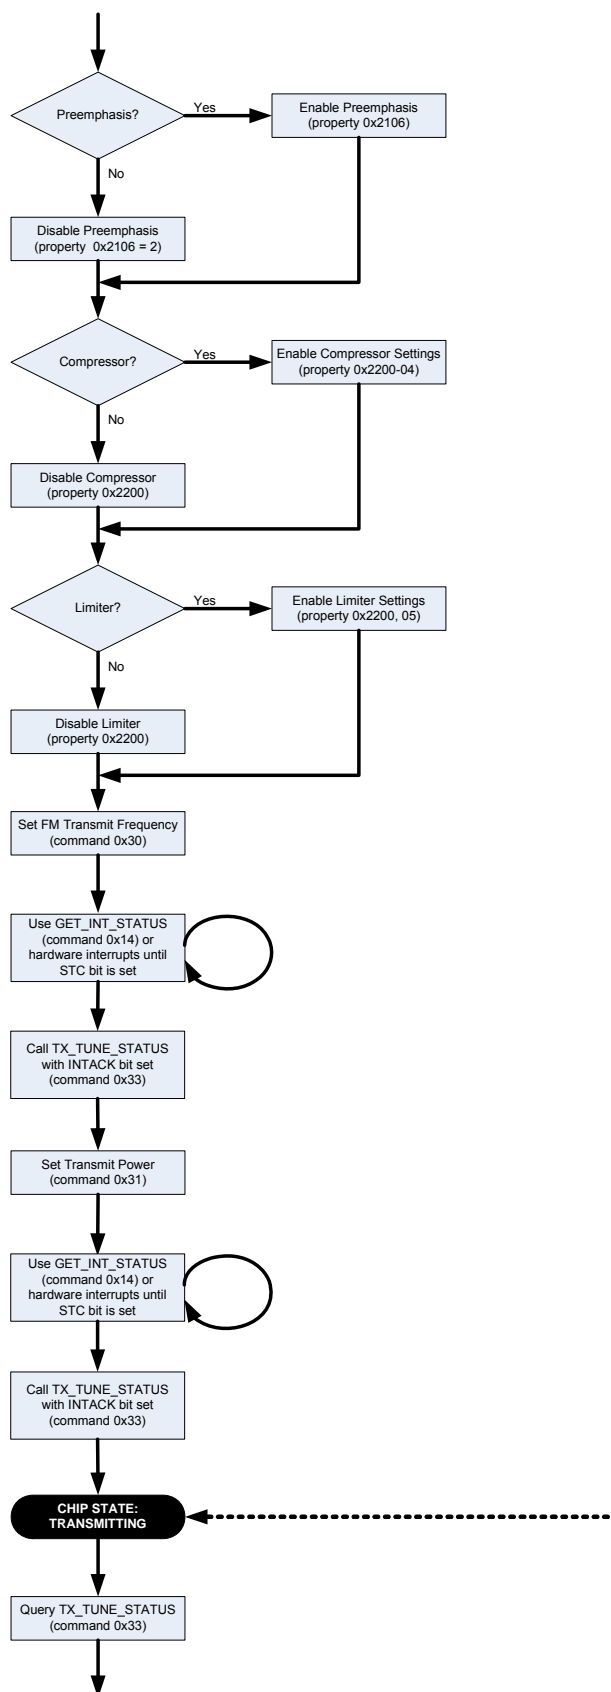 Preemphasis?
Yes
Enable Preemphasis
(property 0x2106)
No
Disable Preemphasis
(property  0x2106 = 2)
Compressor?
Yes
Enable Compressor Settings
(property 0x2200-04)
No
Disable Compressor
(property 0x2200)
Limiter?
Yes
Enable Limiter Settings
(property 0x2200, 05)
No
Disable Limiter
(property 0x2200)
Set FM Transmit Frequency
(command 0x30)
Use GET_INT_STATUS
(command 0x14) or
hardware interrupts until
STC bit is set
Call TX_TUNE_STATUS
with INTACK bit set
(command 0x33)
Set Transmit Power
(command 0x31)
Use GET_INT_STATUS
(command 0x14) or
hardware interrupts until
STC bit is set
Call TX_TUNE_STATUS
with INTACK bit set
(command 0x33)
CHIP STATE:
TRANSMITTING
Query TX_TUNE_STATUS
(command 0x33)